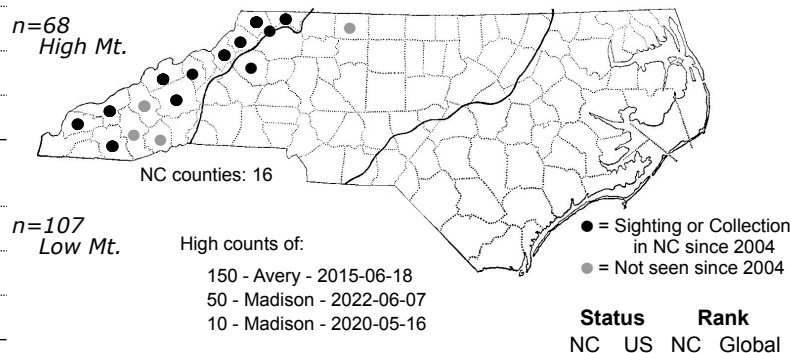 n=68
High Mt.
NC counties: 16
n=107
Low Mt.
High counts of:
150 - Avery - 2015-06-18
50 - Madison - 2022-06-07
10 - Madison - 2020-05-16
● = Sighting or Collection
in NC since 2004
● = Not seen since 2004
Status Rank
NC US NC Global